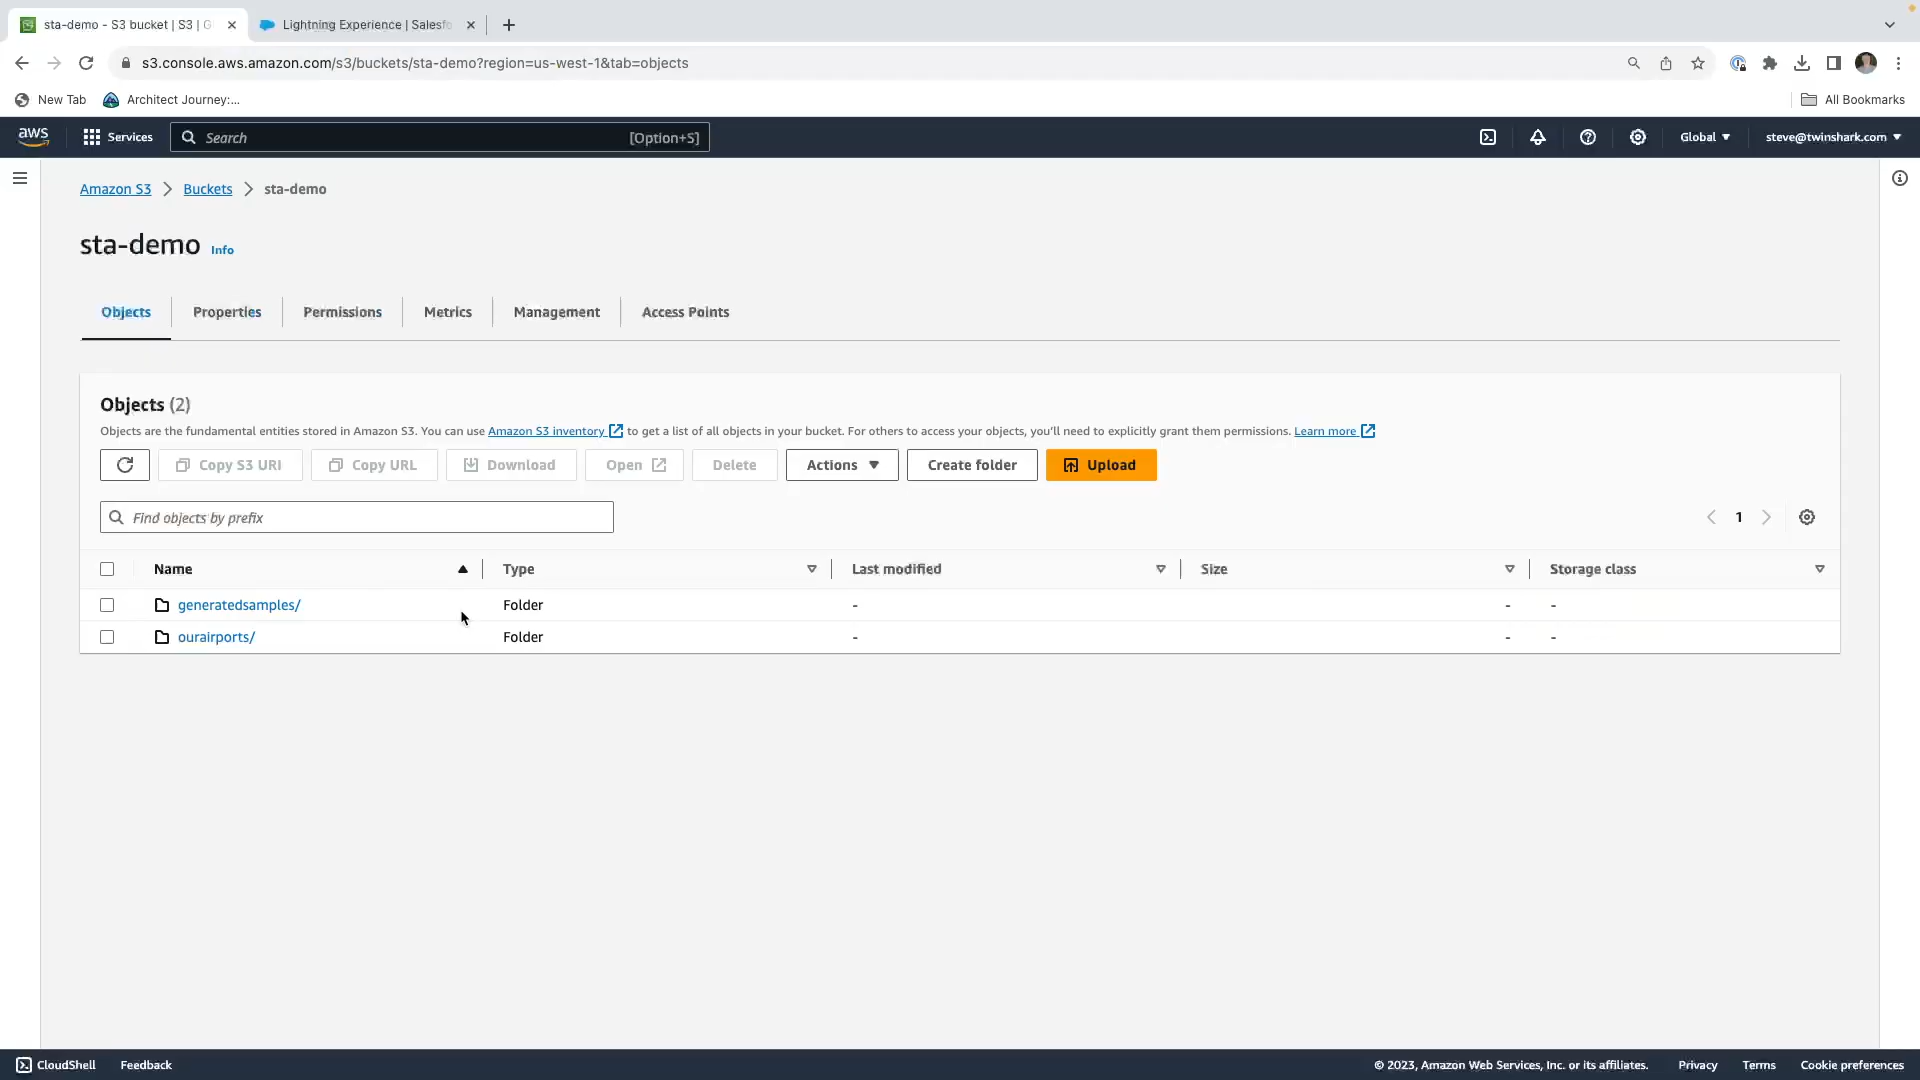 sta-demo - S3 bucket | S3 | G
Lightning Experience | Salesfo
s3.console.aws.amazon.com/s3/buckets/sta-demo?region=us-west-1&tab=objects
New Tab
Architect Journey:...
All Bookmarks
aws
Services
Search
[Option+S]
Global
steve@twinshark.com
Amazon S3
Buckets
sta-demo
sta-demo Info
Objects
Properties
Permissions
Metrics
Management
Access Points
Objects (2)
Objects are the fundamental entities stored in Amazon S3. You can use Amazon S3 inventory to get a list of all objects in your bucket. For others to access your objects, you'll need to explicitly grant them permissions. Learn more
Copy S3 URI
Copy URL
Download
Open
Delete
Actions
Create folder
Upload
Find objects by prefix
1
Name
Type
Last modified
Size
Storage class
generatedsamples/ Folder - - -
ourairports/ Folder - - -
CloudShell
Feedback
© 2023, Amazon Web Services, Inc. or its affiliates.
Privacy
Terms
Cookie preferences